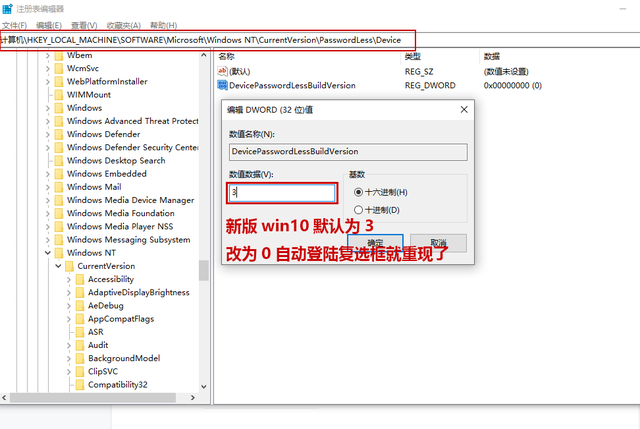 注册表编辑器
文件(F) 编辑(E) 查看(V) 收藏夹(A) 帮助(H)
计算机\HKEY_LOCAL_MACHINE\SOFTWARE\Microsoft\Windows NT\CurrentVersion\PasswordLess\Device
Wbem
WcmSvc
WebPlatformInstaller
WIMMount
Windows
Windows Advanced Threat Protect
Windows Defender
Windows Defender Security Center
Windows Desktop Search
Windows Embedded
Windows Mail
Windows Media Device Manager
Windows Media Foundation
Windows Media Player NSS
Windows Messaging Subsystem
Windows NT
CurrentVersion
Accessibility
AdaptiveDisplayBrightness
AeDebug
AppCompatFlags
ASR
Audit
BackgroundModel
ClipSVC
Compatibility32
名称 类型 数据
ab (默认) REG_SZ (数值未设置)
DevicePasswordLessBuildVersion REG_DWORD 0x00000000 (0)
编辑 DWORD (32 位)值
数值名称(N):
DevicePasswordLessBuildVersion
数值数据(V):
3
基数
十六进制(H)
十进制(D)
确定 取消
新版 win10 默认为 3
改为 0 自动登陆复选框就重现了